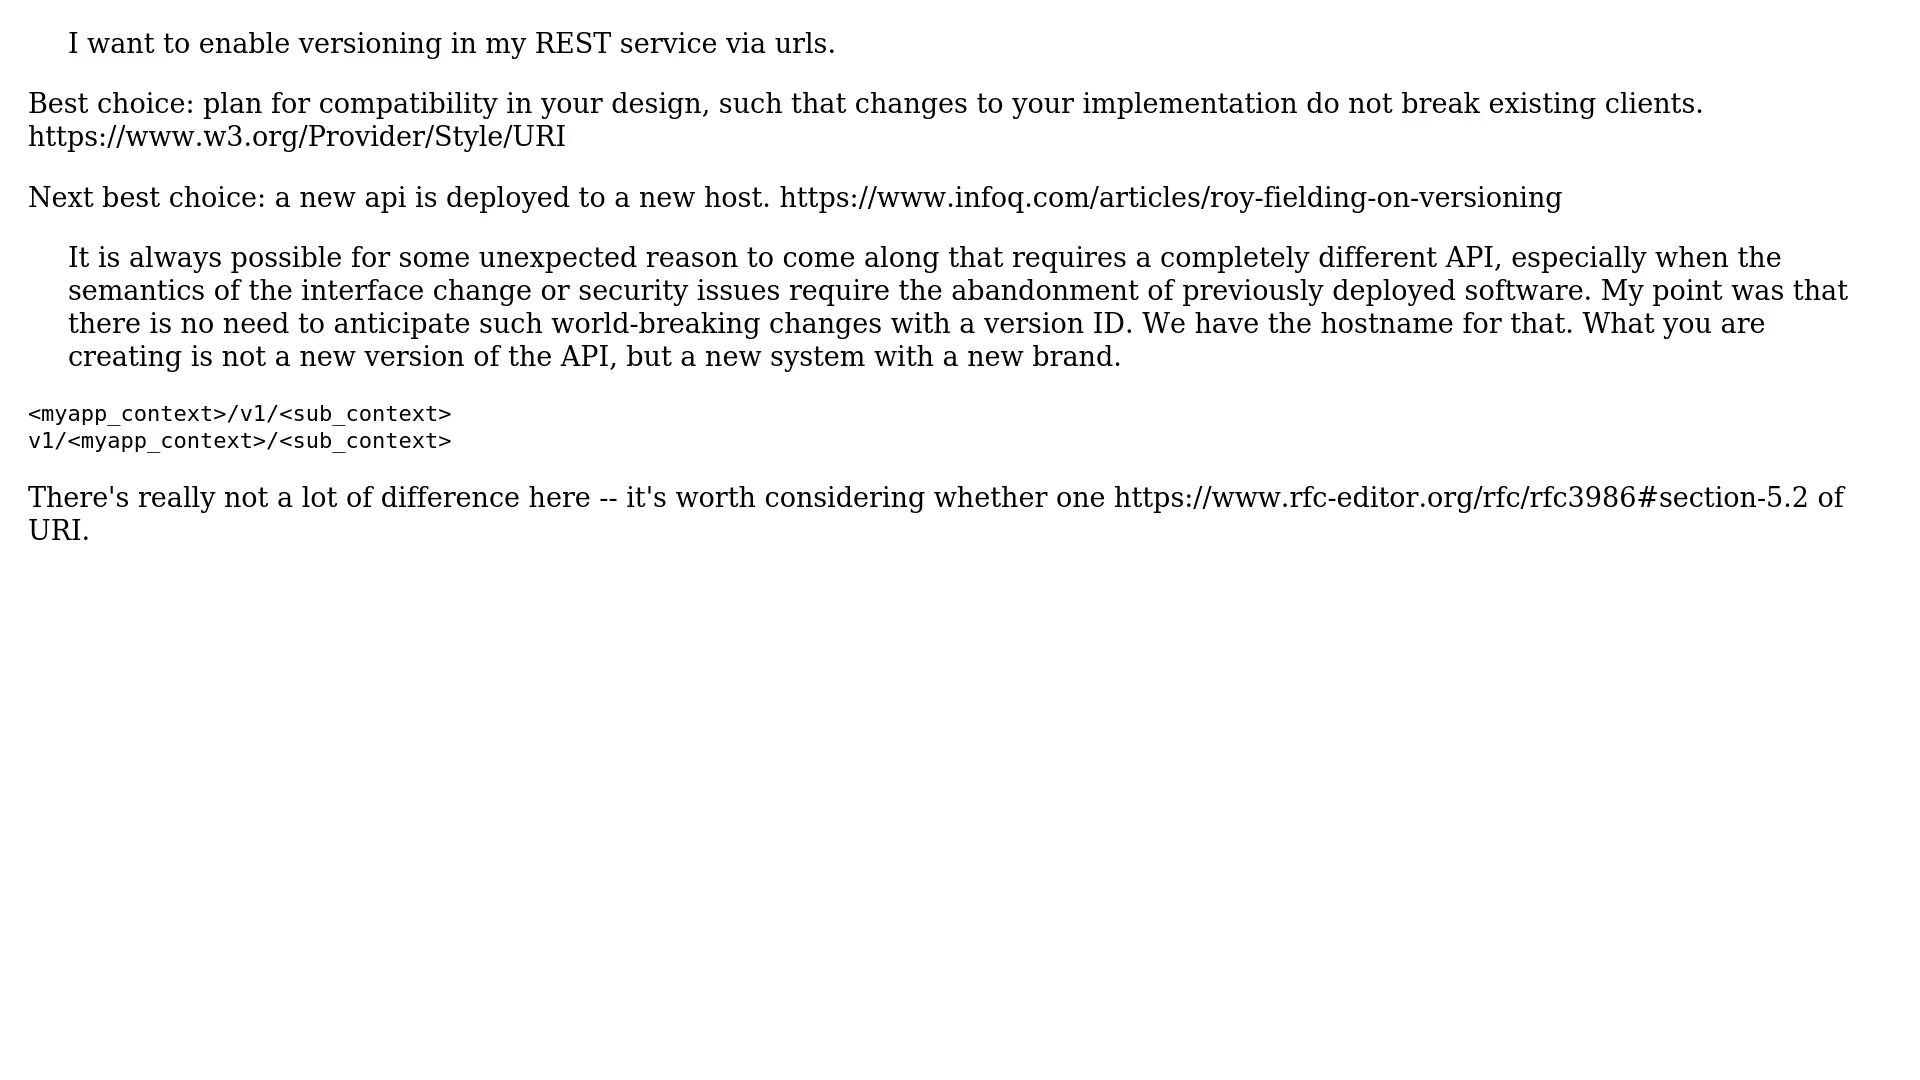 I want to enable versioning in my REST service via urls.
Best choice: plan for compatibility in your design, such that changes to your implementation do not break existing clients.
https://www.w3.org/Provider/Style/URI
Next best choice: a new api is deployed to a new host. https://www.infoq.com/articles/roy-fielding-on-versioning
It is always possible for some unexpected reason to come along that requires a completely different API, especially when the
semantics of the interface change or security issues require the abandonment of previously deployed software. My point was that
there is no need to anticipate such world-breaking changes with a version ID. We have the hostname for that. What you are
creating is not a new version of the API, but a new system with a new brand.
<myapp_context>/v1/<sub_context>
v1/<myapp_context>/<sub_context>
There's really not a lot of difference here -- it's worth considering whether one https://www.rfc-editor.org/rfc/rfc3986#section-5.2 of
URI.